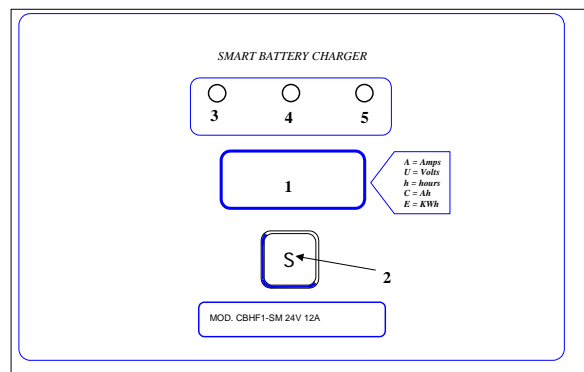 SMART BATTERY CHARGER
3 4 5
1
A = Amps
U = Volts
h = hours
C = Ah
E = KWh
S
2
MOD. CBHF1-SM 24V 12A